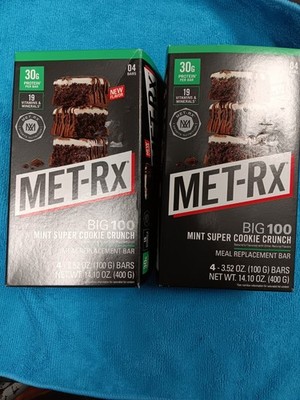 30G
PROTEIN
PER BAR
19
VITAMINS &
MINERALS
04
BARS
NEW
MET-RX
BIG 100
MINT SUPER COOKIE CRUNCH
MEAL REPLACEMENT BAR
4 - 3.52 OZ. (100 G) BARS
NET WT. 14.10 OZ. (400 G)
30G
PROTEIN
PER BAR
19
VITAMINS &
MINERALS
04
BARS
MET-RX
BIG 100
MINT SUPER COOKIE CRUNCH
MEAL REPLACEMENT BAR
4 - 3.52 OZ. (100 G) BARS
NET WT. 14.10 OZ. (400 G)